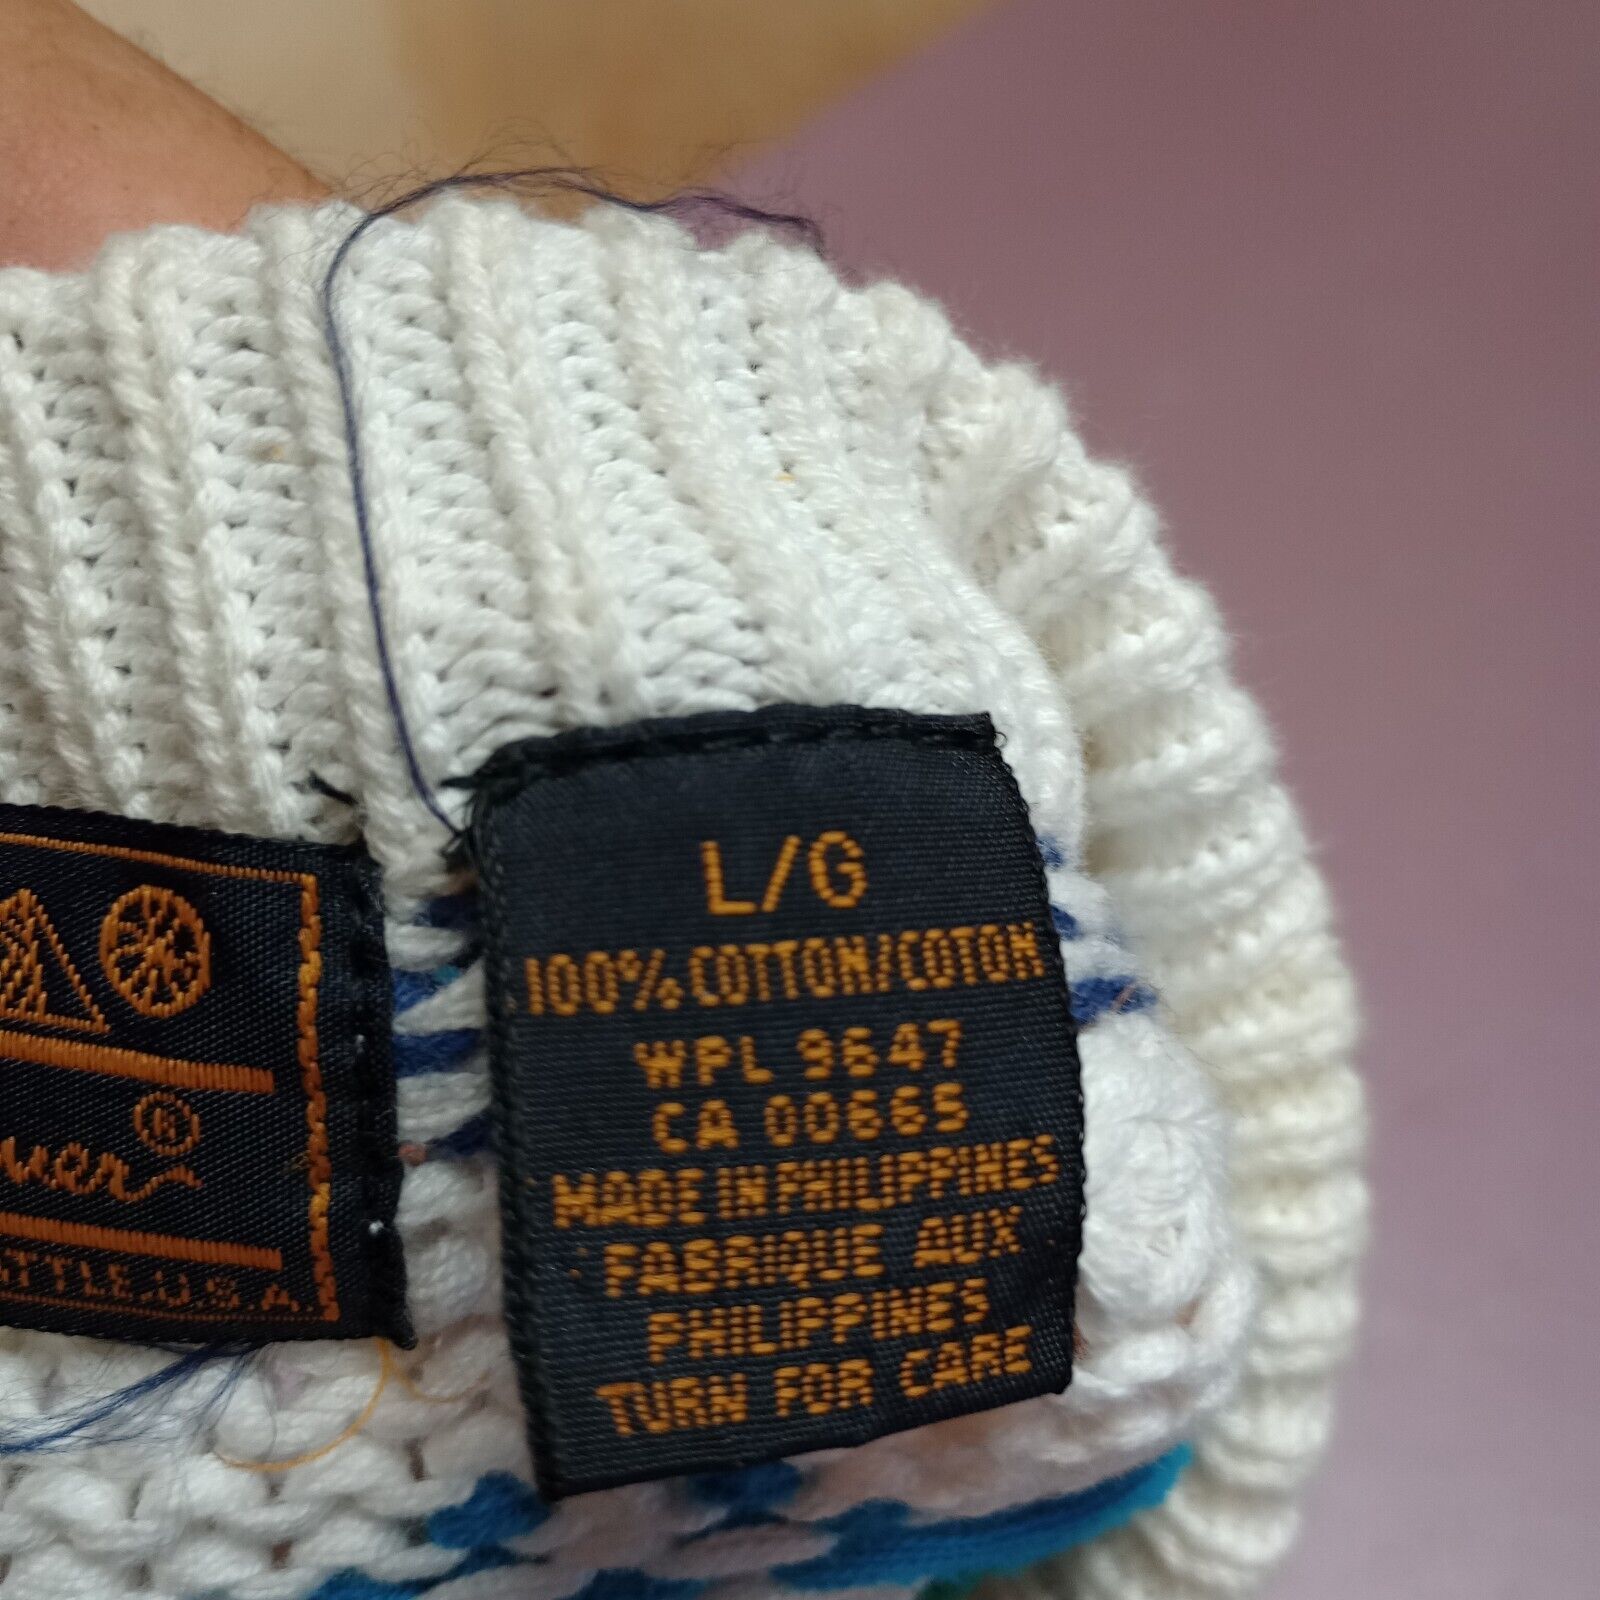 L/G
100% COTTON/COTON
WPL 9647
CA 00665
MADE IN PHILIPPINES
FABRIQUE AUX
PHILIPPINES
TURN FOR CARE
®
U.S.A.